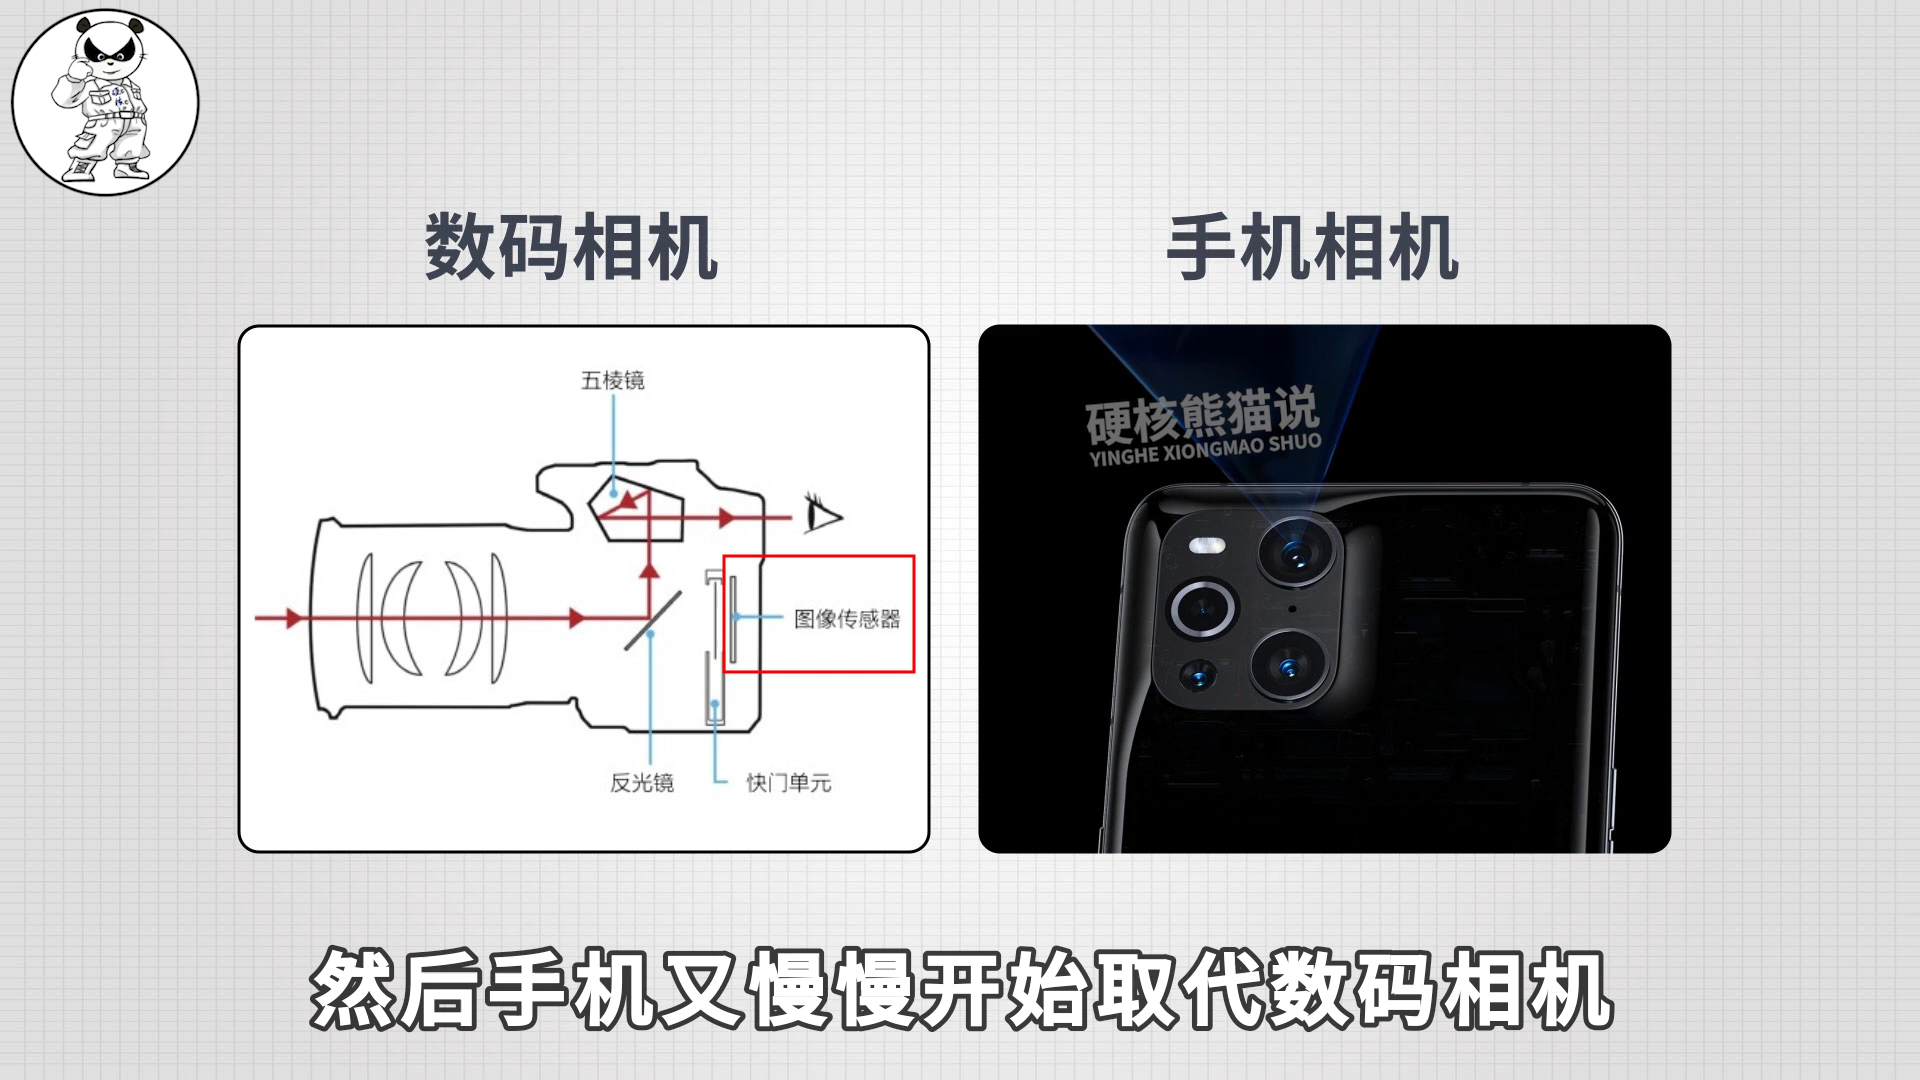 数码相机
手机相机
五棱镜
图像传感器
反光镜
快门单元
硬核熊猫说
YINGHE XIONGMAO SHUO
然后手机又慢慢开始取代数码相机